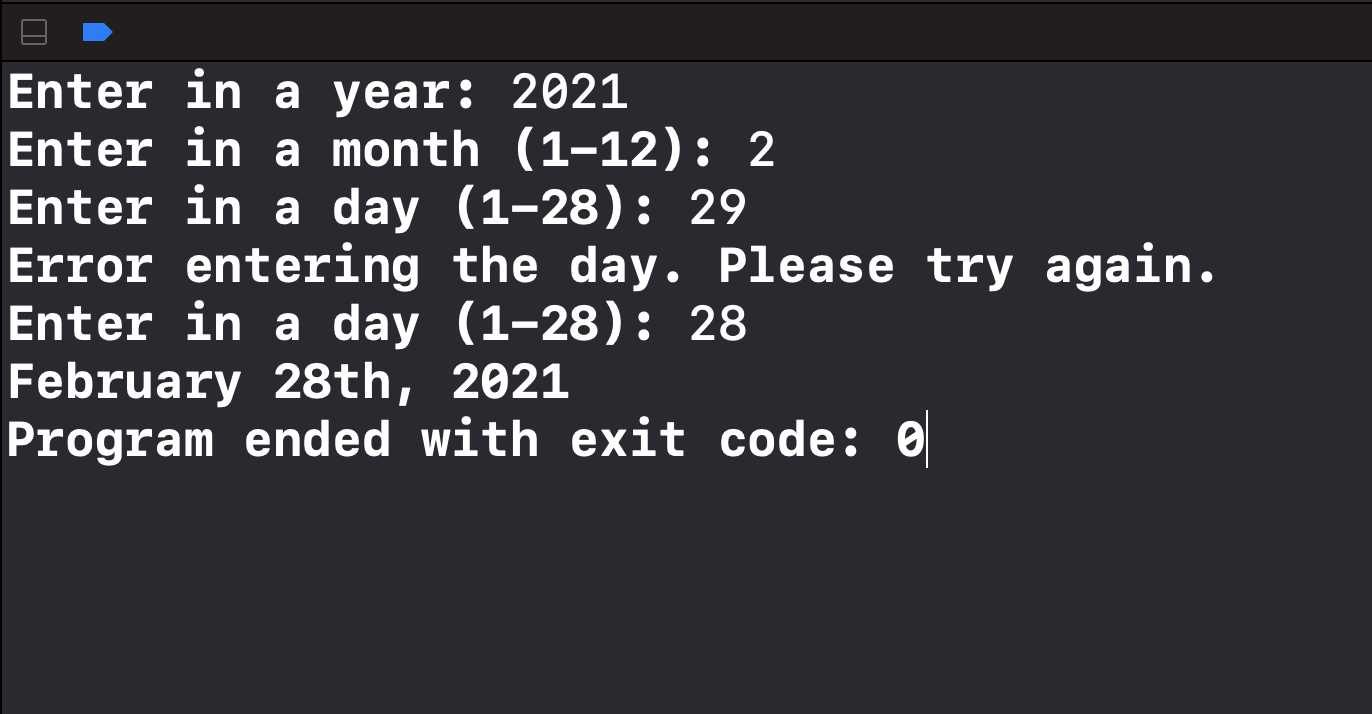 Enter in a year: 2021
Enter in a month (1-12): 2
Enter in a day (1-28): 29
Error entering the day. Please try again.
Enter in a day (1-28): 28
February 28th, 2021
Program ended with exit code: 0